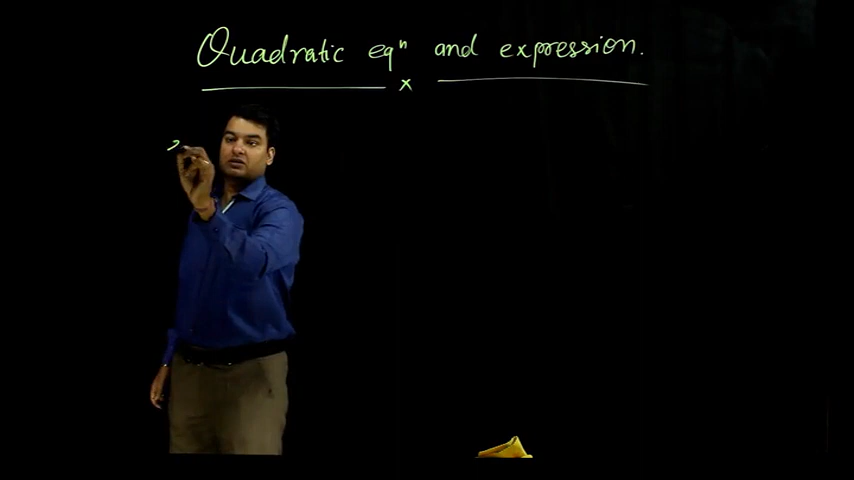 Quadratic eqⁿ and expression.
x